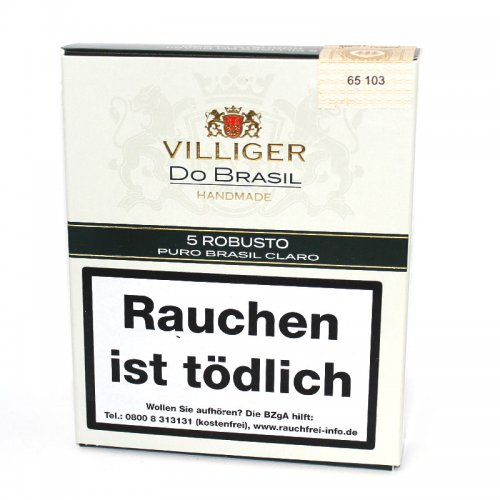 65 103
VILLIGER
DO BRASIL
HANDMADE
5 ROBUSTO
PURO BRASIL CLARO
Rauchen
ist tödlich
Wollen Sie aufhören? Die BZgA hilft:
Tel.: 0800 8 313131 (kostenfrei), www.rauchfrei-info.de